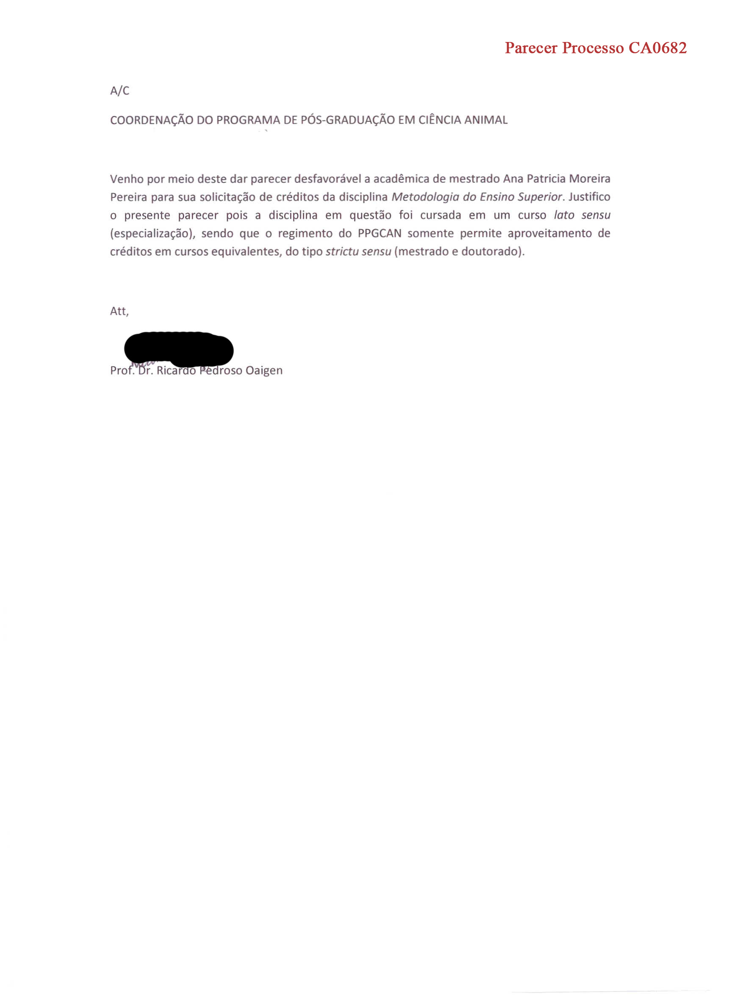 Parecer Processo CA0682
A/C
COORDENAÇÃO DO PROGRAMA DE PÓS-GRADUAÇÃO EM CIÊNCIA ANIMAL
Venho por meio deste dar parecer desfavorável a acadêmica de mestrado Ana Patricia Moreira
Pereira para sua solicitação de créditos da disciplina Metodologia do Ensino Superior. Justifico
o presente parecer pois a disciplina em questão foi cursada em um curso lato sensu
(especialização), sendo que o regimento do PPGCAN somente permite aproveitamento de
créditos em cursos equivalentes, do tipo strictu sensu (mestrado e doutorado).
Att,
Prof. Dr. Ricardo Pedroso Oaigen